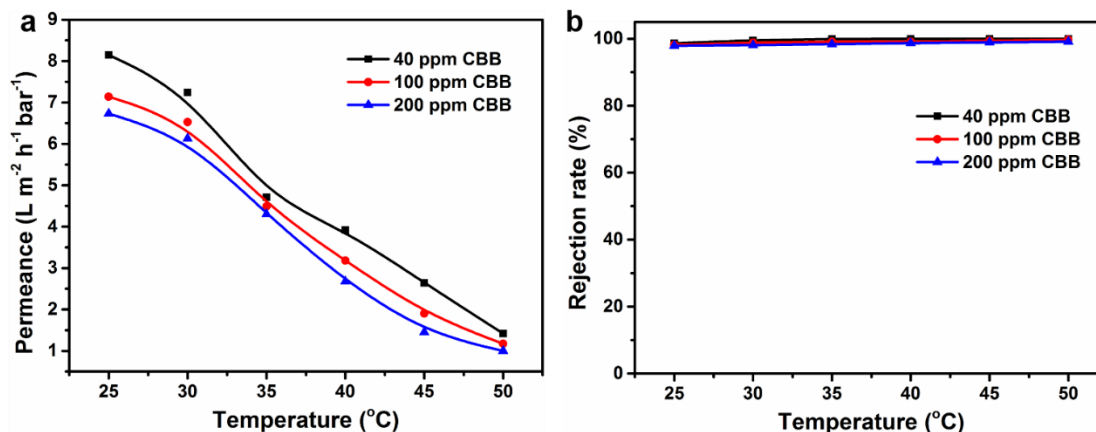 a
9
8
7
6
5
4
3
2
1
Permeance (L m⁻² h⁻¹ bar⁻¹)
40 ppm CBB
100 ppm CBB
200 ppm CBB
25 30 35 40 45 50
Temperature (°C)
b
100
80
60
40
20
0
Rejection rate (%)
40 ppm CBB
100 ppm CBB
200 ppm CBB
25 30 35 40 45 50
Temperature (°C)